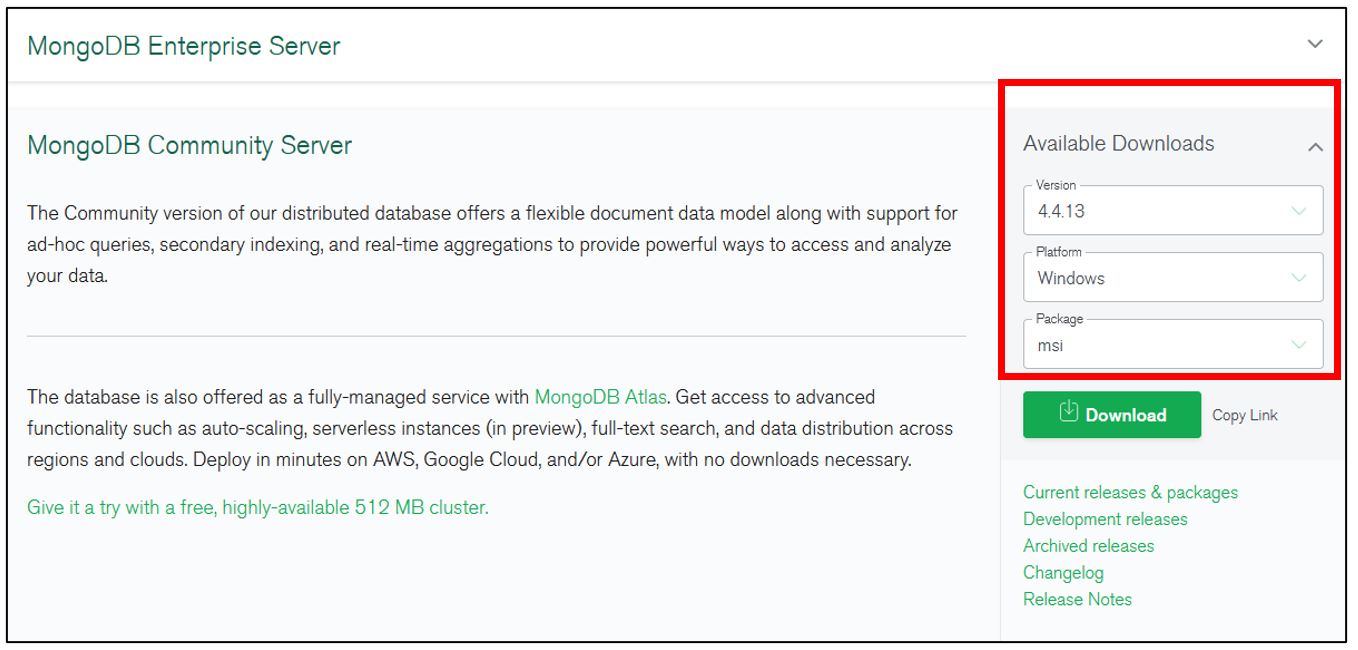 MongoDB Enterprise Server
MongoDB Community Server
The Community version of our distributed database offers a flexible document data model along with support for
ad-hoc queries, secondary indexing, and real-time aggregations to provide powerful ways to access and analyze
your data.
The database is also offered as a fully-managed service with MongoDB Atlas. Get access to advanced
functionality such as auto-scaling, serverless instances (in preview), full-text search, and data distribution across
regions and clouds. Deploy in minutes on AWS, Google Cloud, and/or Azure, with no downloads necessary.
Give it a try with a free, highly-available 512 MB cluster.
Available Downloads
Version
4.4.13
Platform
Windows
Package
msi
Download Copy Link
Current releases & packages
Development releases
Archived releases
Changelog
Release Notes